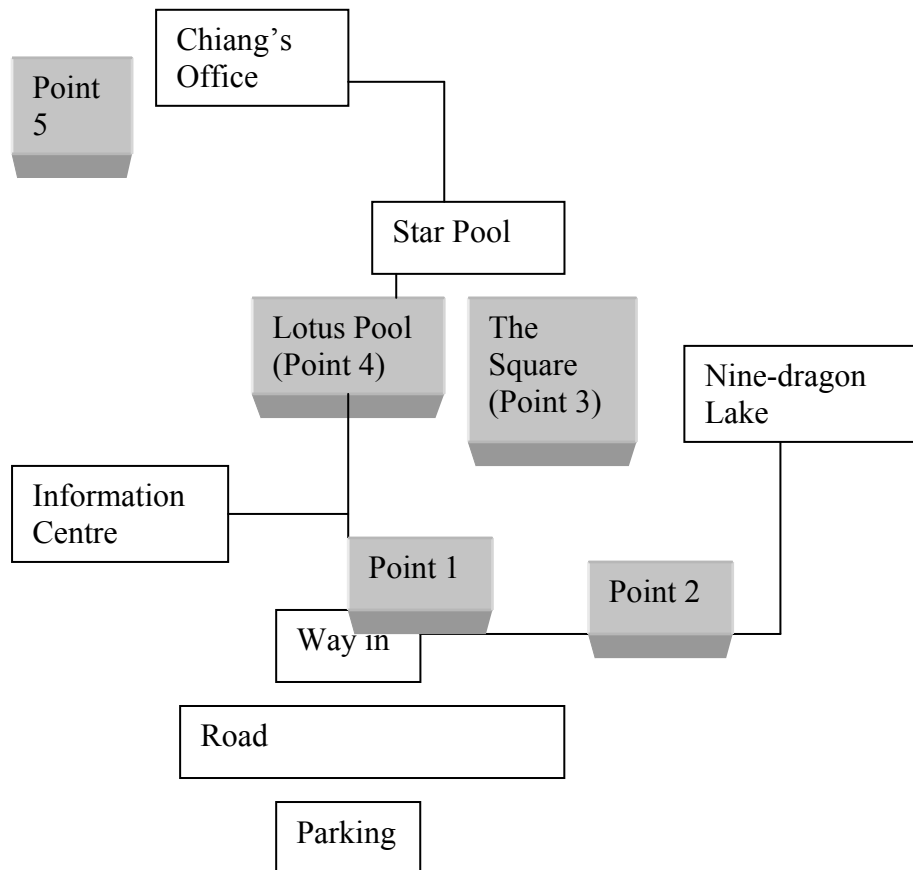 Chiang’s
Office
Point
5
Star Pool
Lotus Pool
(Point 4)
The
Square
(Point 3)
Nine-dragon
Lake
Information
Centre
Point 1
Point 2
Way in
Road
Parking